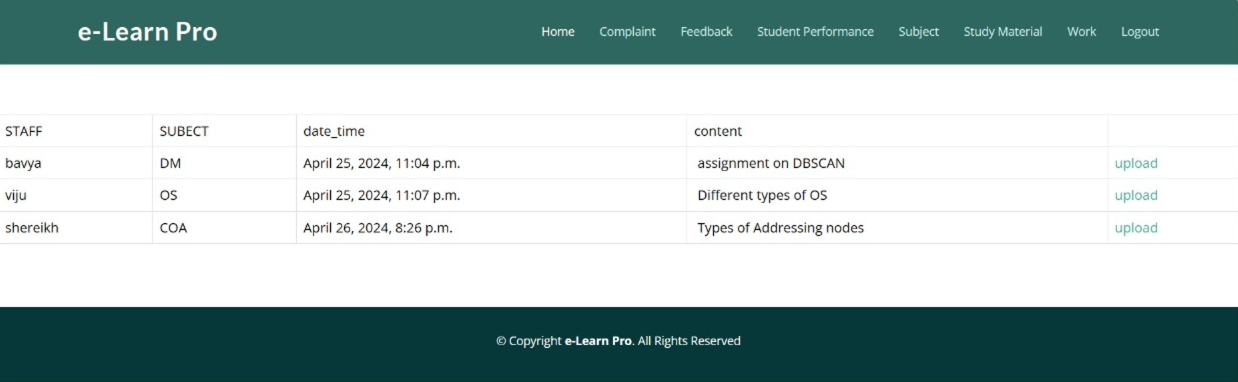 e-Learn Pro Home Complaint Feedback Student Performance Subject Study Material Work Logout
STAFF SUBECT date_time content
bavya DM April 25, 2024, 11:04 p.m. assignment on DBSCAN upload
viju OS April 25, 2024, 11:07 p.m. Different types of OS upload
shereikh COA April 26, 2024, 8:26 p.m. Types of Addressing nodes upload
© Copyright e-Learn Pro. All Rights Reserved